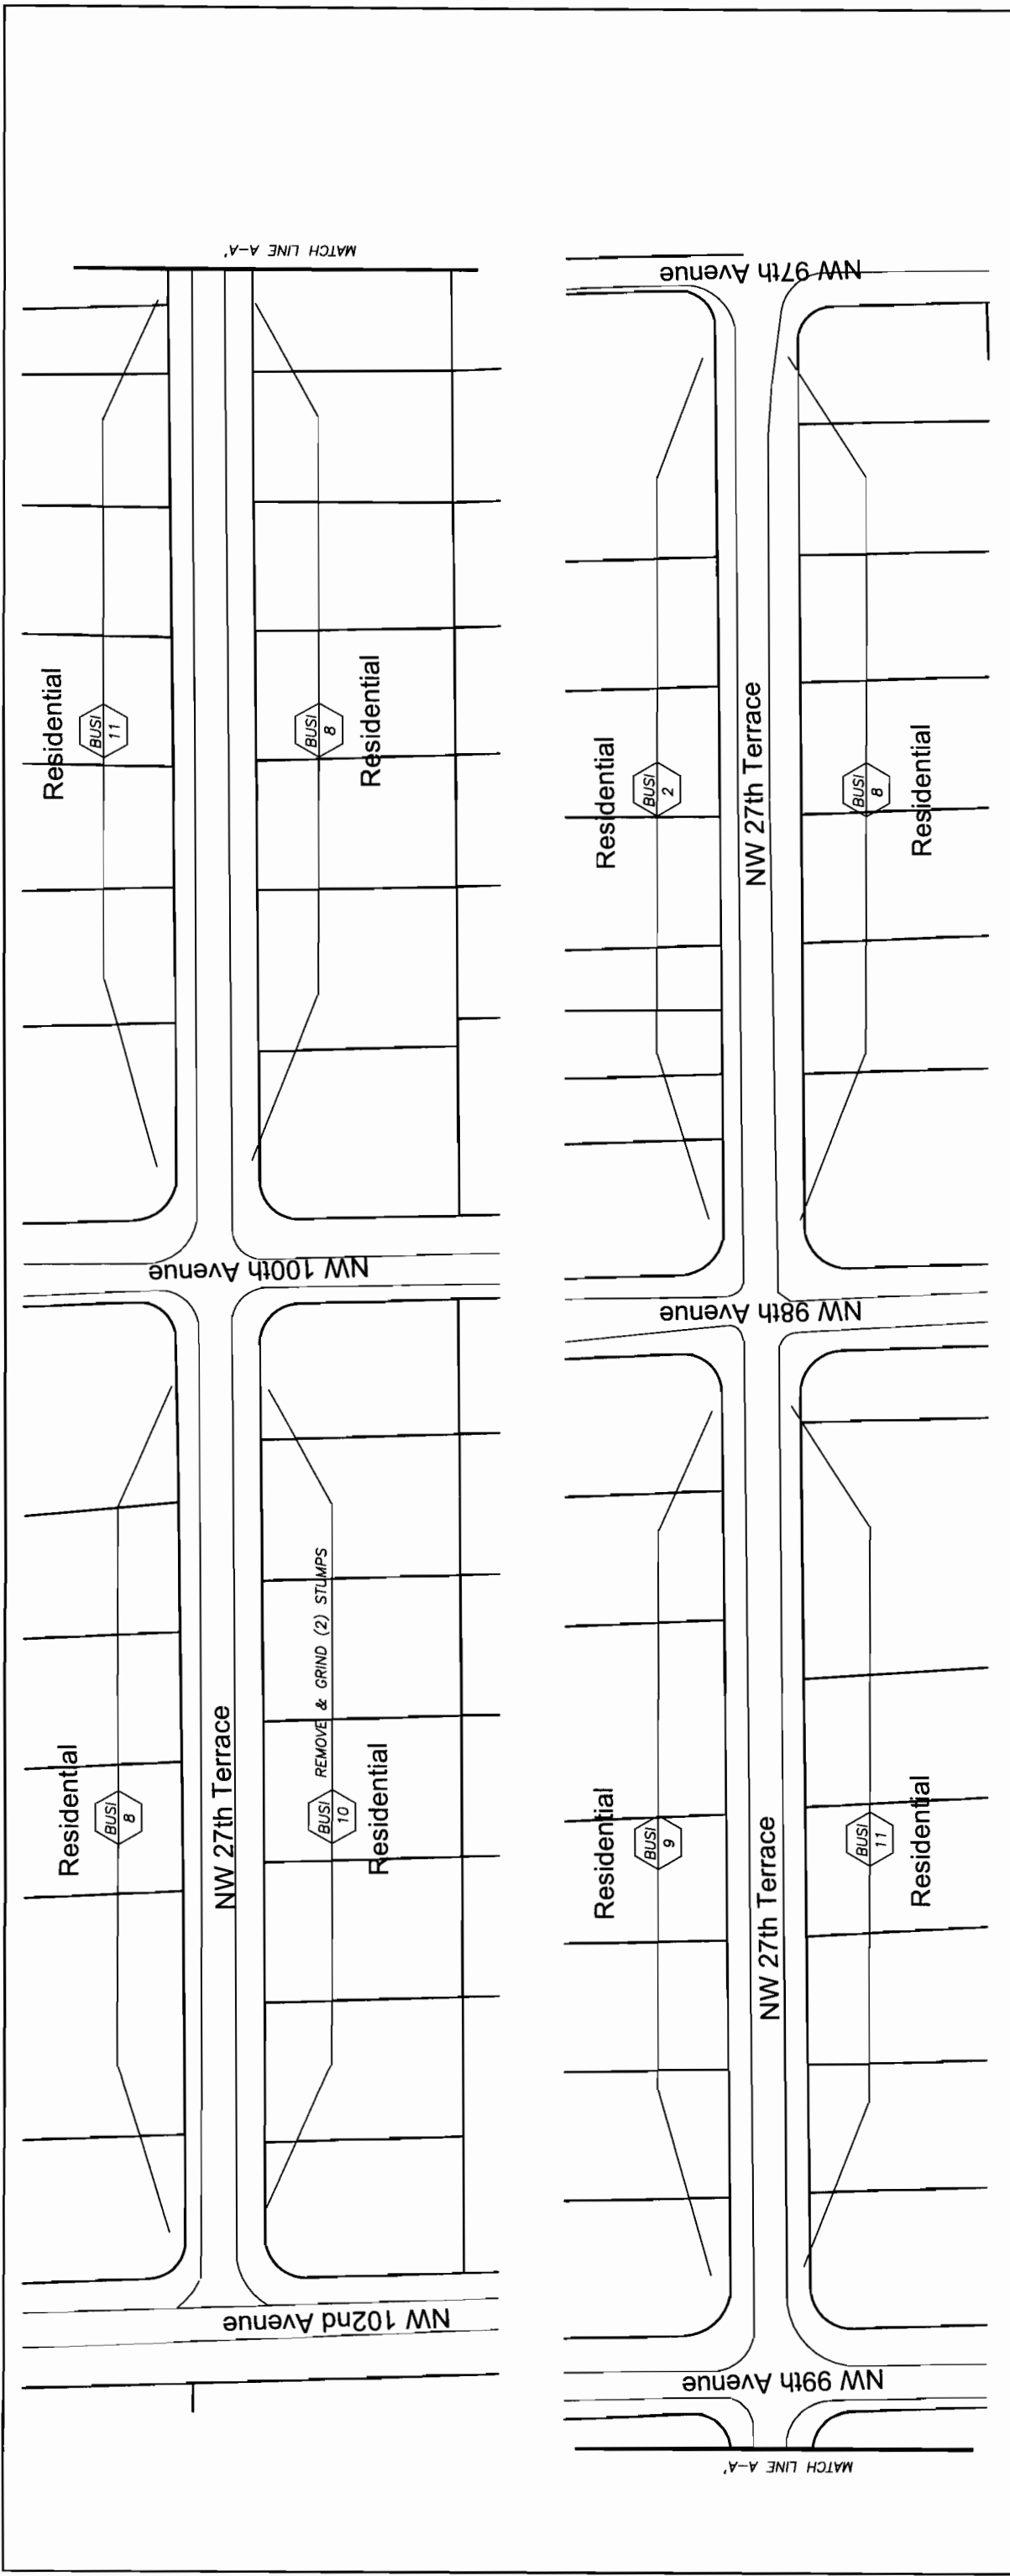 MATCH LINE A-A'
Residential
BUSI
11
BUSI
8
Residential
NW 100th Avenue
Residential
BUSI
8
NW 27th Terrace
REMOVE & GRIND (2) STUMPS
BUSI
10
Residential
NW 102nd Avenue
NW 97th Avenue
Residential
BUSI
2
NW 27th Terrace
BUSI
8
Residential
NW 98th Avenue
Residential
BUSI
9
NW 27th Terrace
BUSI
11
Residential
NW 99th Avenue
MATCH LINE A-A'